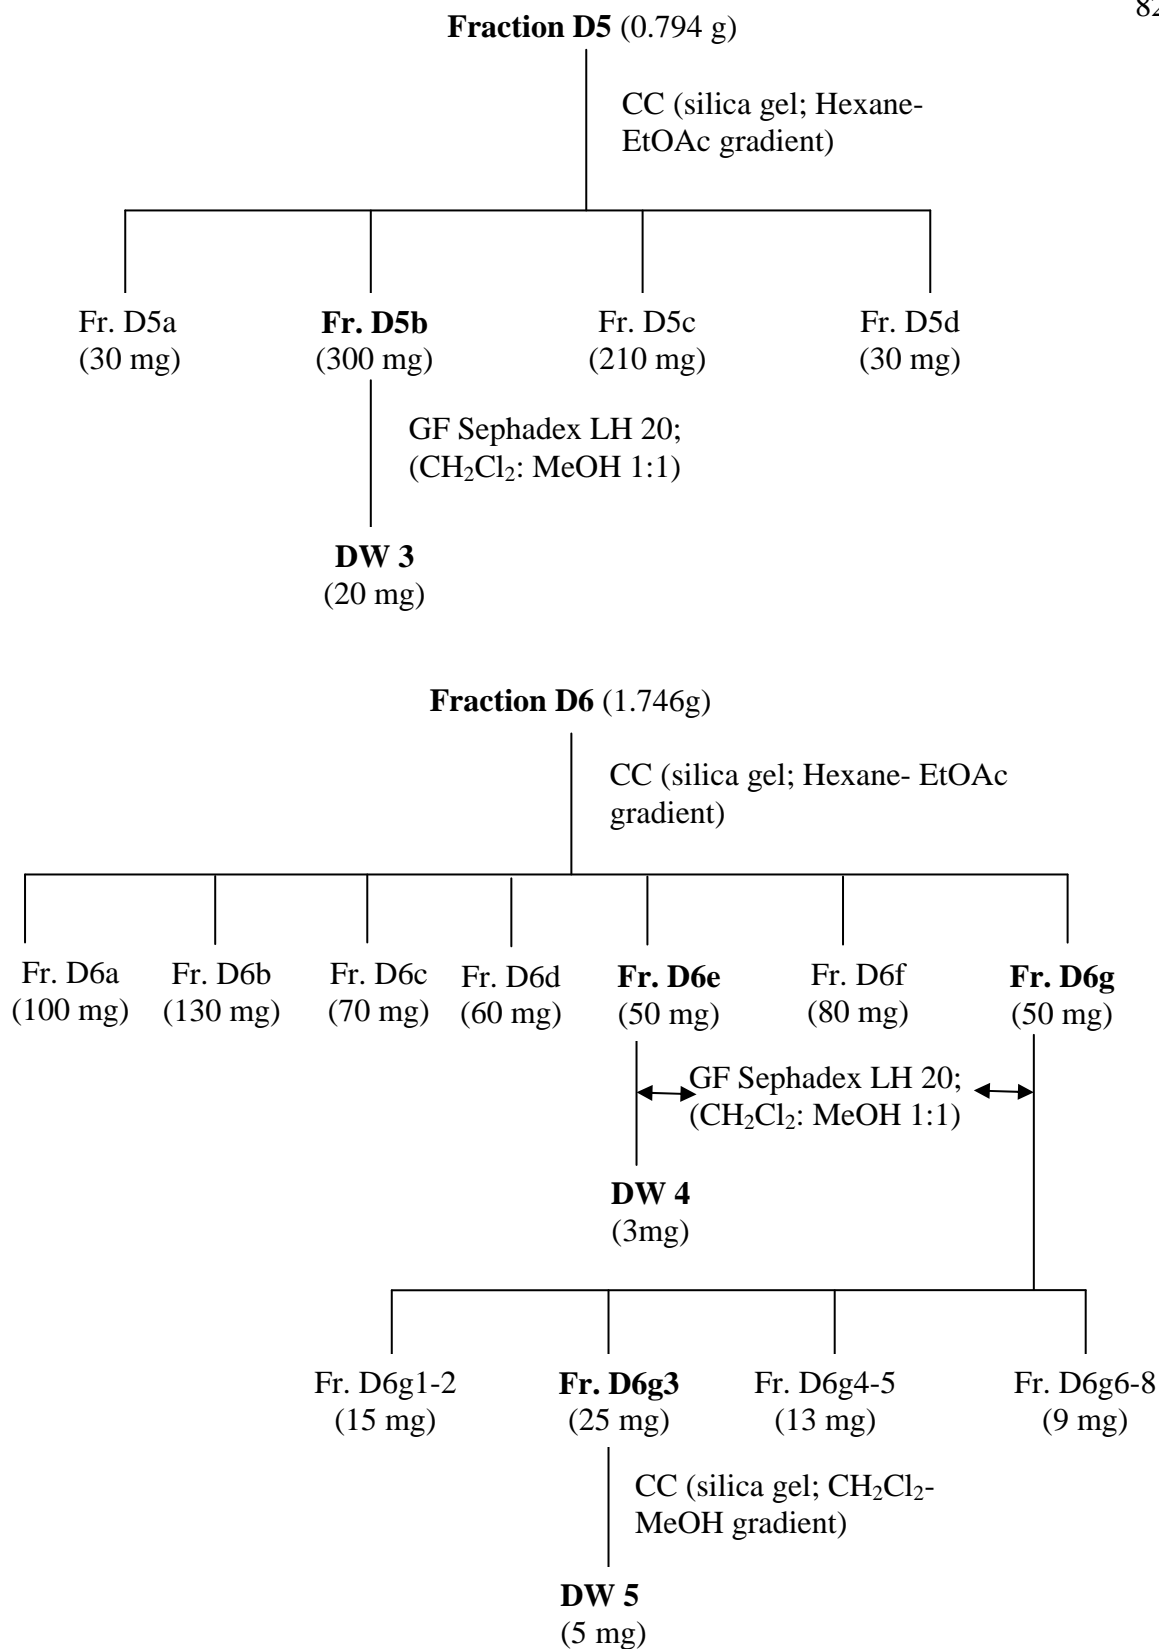 82
Fraction D5 (0.794 g)
CC (silica gel; Hexane-
EtOAc gradient)
Fr. D5a
(30 mg)
Fr. D5b
(300 mg)
Fr. D5c
(210 mg)
Fr. D5d
(30 mg)
GF Sephadex LH 20;
(CH₂Cl₂: MeOH 1:1)
DW 3
(20 mg)
Fraction D6 (1.746g)
CC (silica gel; Hexane- EtOAc
gradient)
Fr. D6a
(100 mg)
Fr. D6b
(130 mg)
Fr. D6c
(70 mg)
Fr. D6d
(60 mg)
Fr. D6e
(50 mg)
Fr. D6f
(80 mg)
Fr. D6g
(50 mg)
GF Sephadex LH 20;
(CH₂Cl₂: MeOH 1:1)
DW 4
(3mg)
Fr. D6g1-2
(15 mg)
Fr. D6g3
(25 mg)
Fr. D6g4-5
(13 mg)
Fr. D6g6-8
(9 mg)
CC (silica gel; CH₂Cl₂-
MeOH gradient)
DW 5
(5 mg)